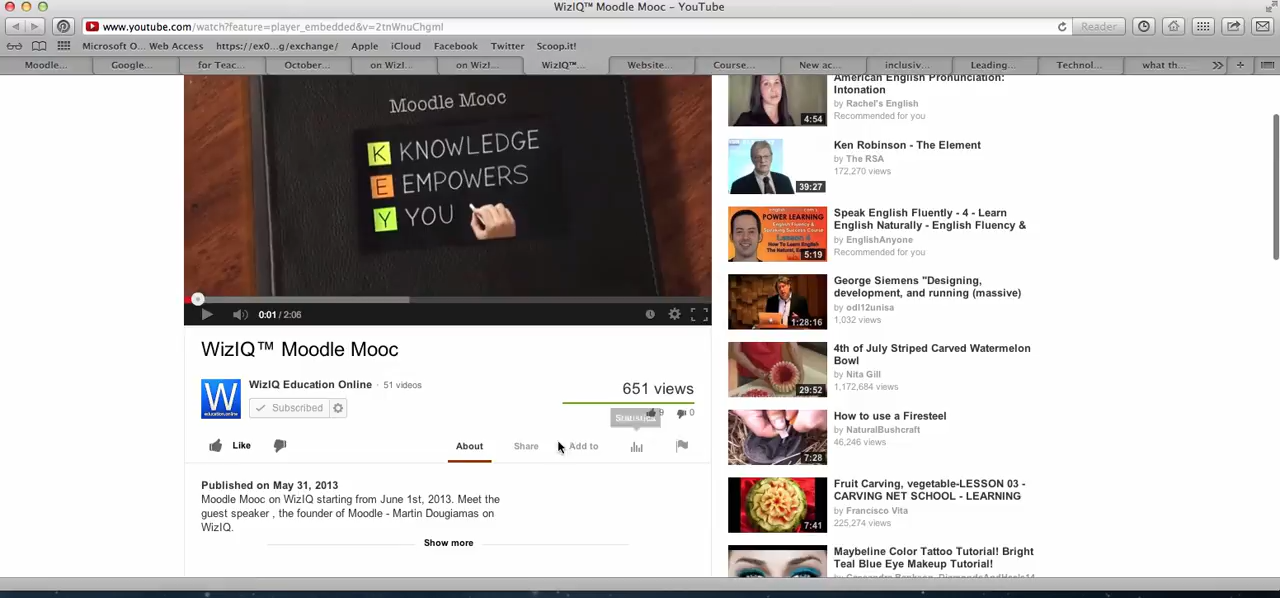 WizIQ™ Moodle Mooc – YouTube
www.youtube.com/watch?feature=player_embedded&v=2tnWnuChgmI
Reader
Microsoft O... Web Access https://ex0...g/exchange/ Apple iCloud Facebook Twitter Scoop.it!
Moodle... Google... for Teac... October... on WizI... on WizI... WizIQ™... Website... Course... New ac... inclusiv... Leading... Technol... what th...
Moodle Mooc
K KNOWLEDGE
E EMPOWERS
Y YOU
0:01 / 2:06
WizIQ™ Moodle Mooc
W
education.online
WizIQ Education Online · 51 videos
Subscribed
651 views
9 0
Statistics
Like
About Share Add to
Published on May 31, 2013
Moodle Mooc on WizIQ starting from June 1st, 2013. Meet the
guest speaker , the founder of Moodle - Martin Dougiamas on
WizIQ.
Show more
American English Pronunciation:
Intonation
by Rachel's English
Recommended for you
4:54
Ken Robinson - The Element
by The RSA
172,270 views
39:27
Speak English Fluently - 4 - Learn
English Naturally - English Fluency &
by EnglishAnyone
Recommended for you
POWER LEARNING
5:19
George Siemens "Designing,
development, and running (massive)
by odl12unisa
1,032 views
1:28:16
4th of July Striped Carved Watermelon
Bowl
by Nita Gill
1,172,684 views
29:52
How to use a Firesteel
by NaturalBushcraft
46,246 views
7:28
Fruit Carving, vegetable-LESSON 03 -
CARVING NET SCHOOL - LEARNING
by Francisco Vita
225,274 views
7:41
Maybeline Color Tattoo Tutorial! Bright
Teal Blue Eye Makeup Tutorial!